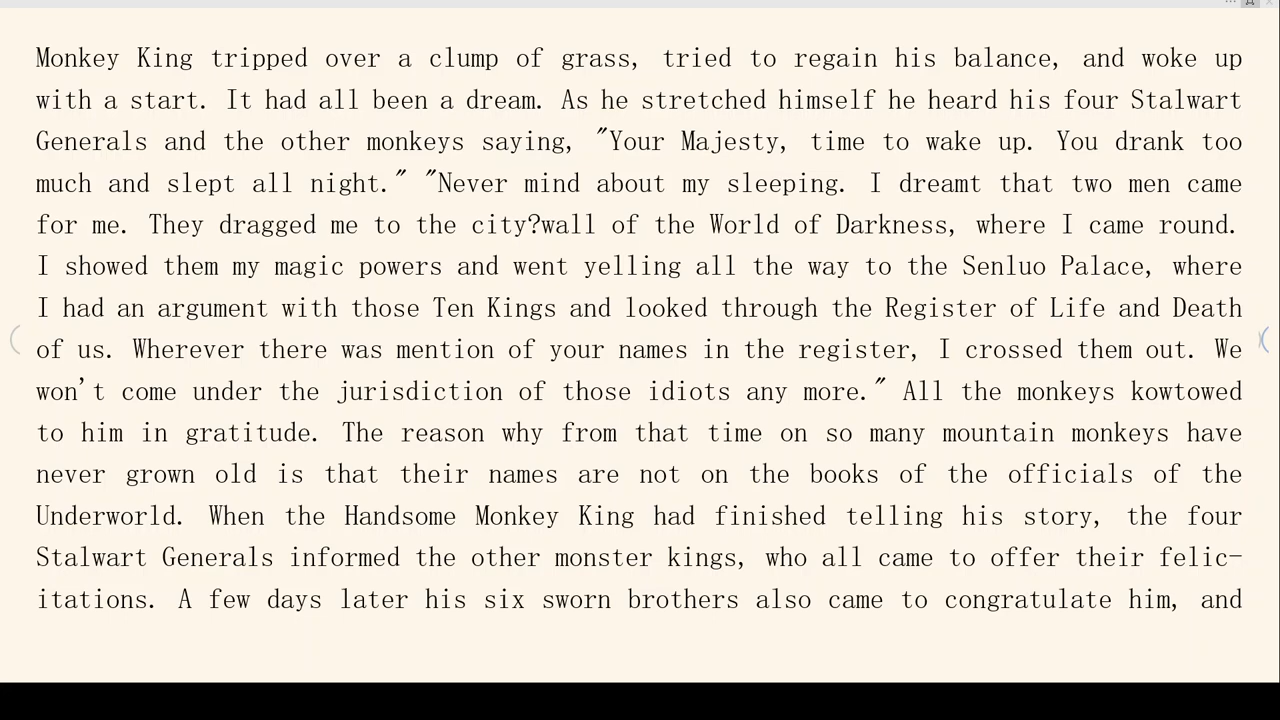 Monkey King tripped over a clump of grass, tried to regain his balance, and woke up
with a start. It had all been a dream. As he stretched himself he heard his four Stalwart
Generals and the other monkeys saying, "Your Majesty, time to wake up. You drank too
much and slept all night." "Never mind about my sleeping. I dreamt that two men came
for me. They dragged me to the city?wall of the World of Darkness, where I came round.
I showed them my magic powers and went yelling all the way to the Senluo Palace, where
I had an argument with those Ten Kings and looked through the Register of Life and Death
of us. Wherever there was mention of your names in the register, I crossed them out. We
won't come under the jurisdiction of those idiots any more." All the monkeys kowtowed
to him in gratitude. The reason why from that time on so many mountain monkeys have
never grown old is that their names are not on the books of the officials of the
Underworld. When the Handsome Monkey King had finished telling his story, the four
Stalwart Generals informed the other monster kings, who all came to offer their felic-
itations. A few days later his six sworn brothers also came to congratulate him, and